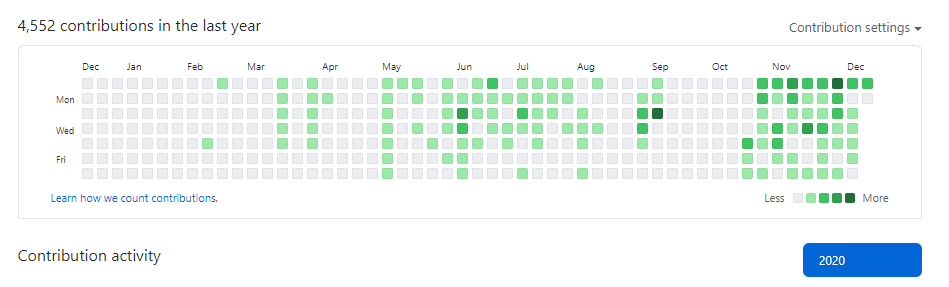 4,552 contributions in the last year
Contribution settings
Dec Jan Feb Mar Apr May Jun Jul Aug Sep Oct Nov Dec
Mon
Wed
Fri
Learn how we count contributions.
Less More
Contribution activity
2020